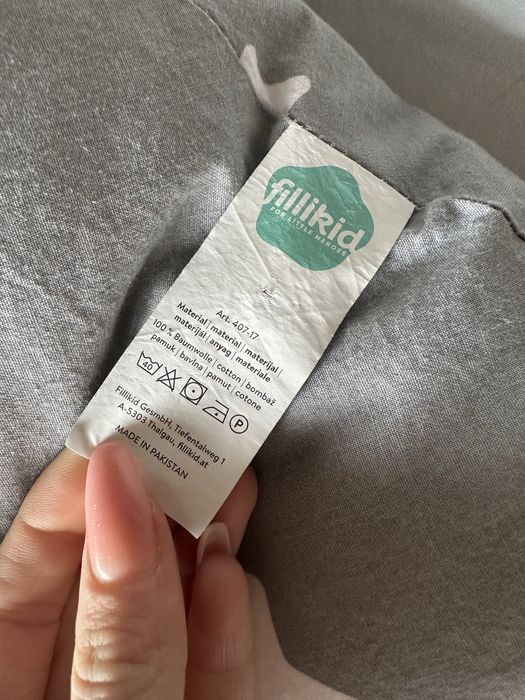 fillikid
FOR LITTLE HEROES
Art. 407-17
Material | material | materijal
materijăl | anyag | materiale
100 % Baumwolle | cotton | bombaž
pamuk | bavlna | pamut | cotone
40 P
Fillikid GesmbH, Tiefentalweg 1
A-5303 Thalgau, fillikid.at
MADE IN PAKISTAN